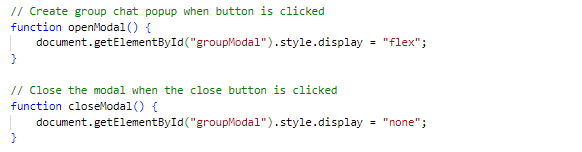 // Create group chat popup when button is clicked
function openModal() {
    document.getElementById("groupModal").style.display = "flex";
}

// Close the modal when the close button is clicked
function closeModal() {
    document.getElementById("groupModal").style.display = "none";
}